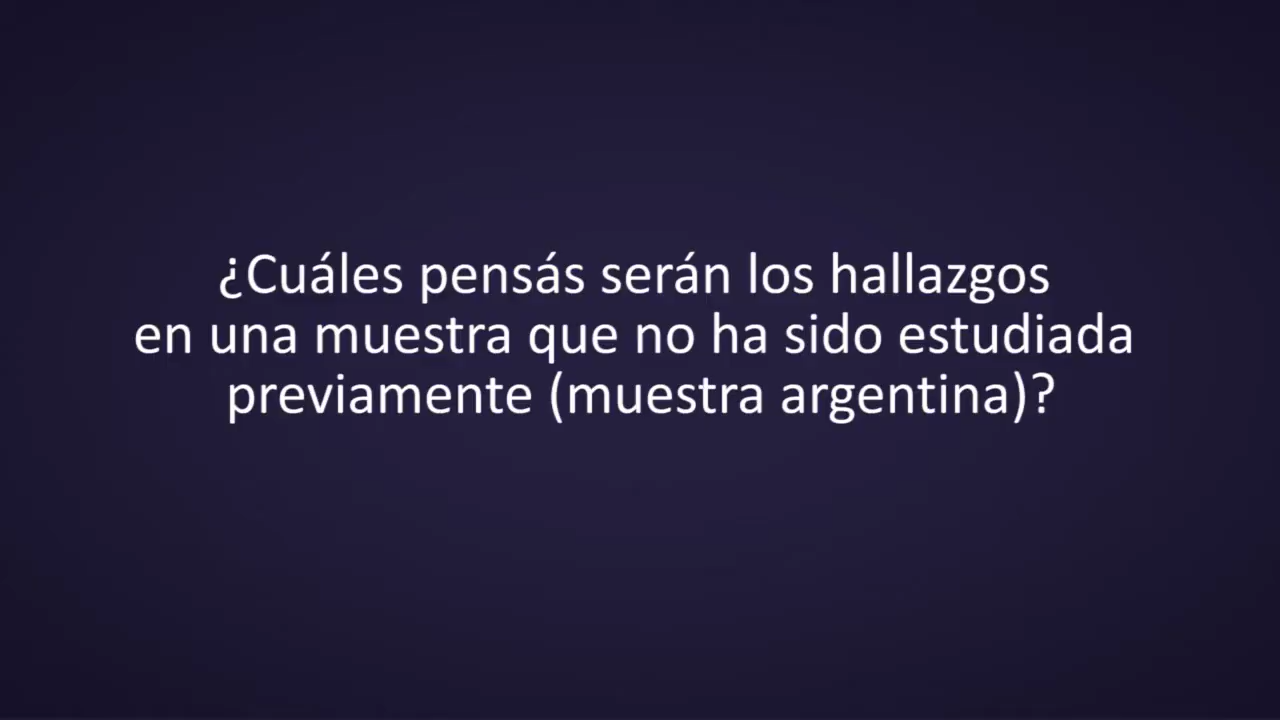 ¿Cuáles pensás serán los hallazgos
en una muestra que no ha sido estudiada
previamente (muestra argentina)?